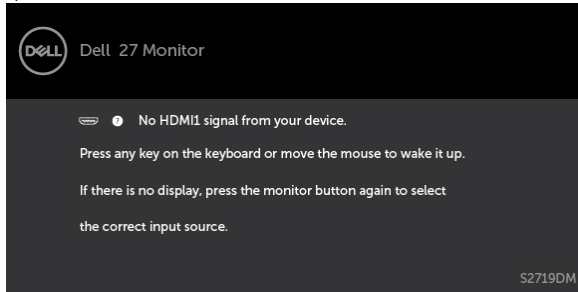 DELL
Dell 27 Monitor
? No HDMI1 signal from your device.
Press any key on the keyboard or move the mouse to wake it up.
If there is no display, press the monitor button again to select
the correct input source.
S2719DM